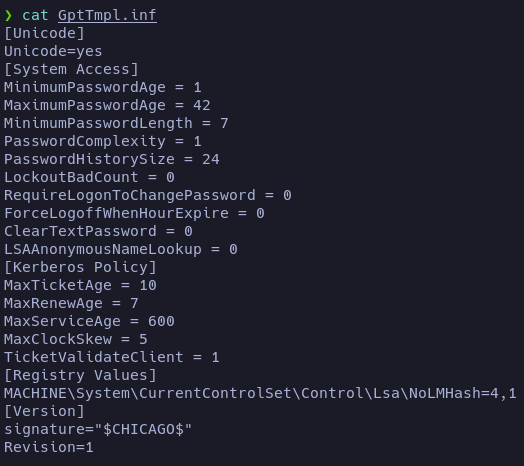 ❯ cat GptTmpl.inf
[Unicode]
Unicode=yes
[System Access]
MinimumPasswordAge = 1
MaximumPasswordAge = 42
MinimumPasswordLength = 7
PasswordComplexity = 1
PasswordHistorySize = 24
LockoutBadCount = 0
RequireLogonToChangePassword = 0
ForceLogoffWhenHourExpire = 0
ClearTextPassword = 0
LSAAnonymousNameLookup = 0
[Kerberos Policy]
MaxTicketAge = 10
MaxRenewAge = 7
MaxServiceAge = 600
MaxClockSkew = 5
TicketValidateClient = 1
[Registry Values]
MACHINE\System\CurrentControlSet\Control\Lsa\NoLMHash=4,1
[Version]
signature="$CHICAGO$"
Revision=1